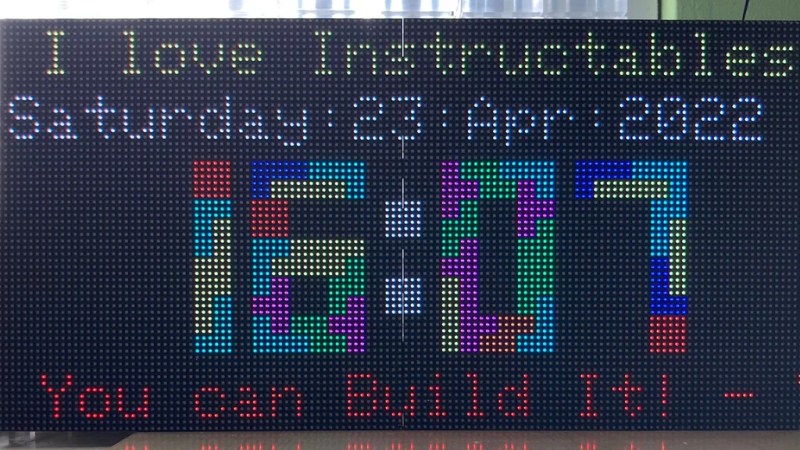 I love Instructables
Saturday:23:Apr:2022
16:07
You can Build It! -